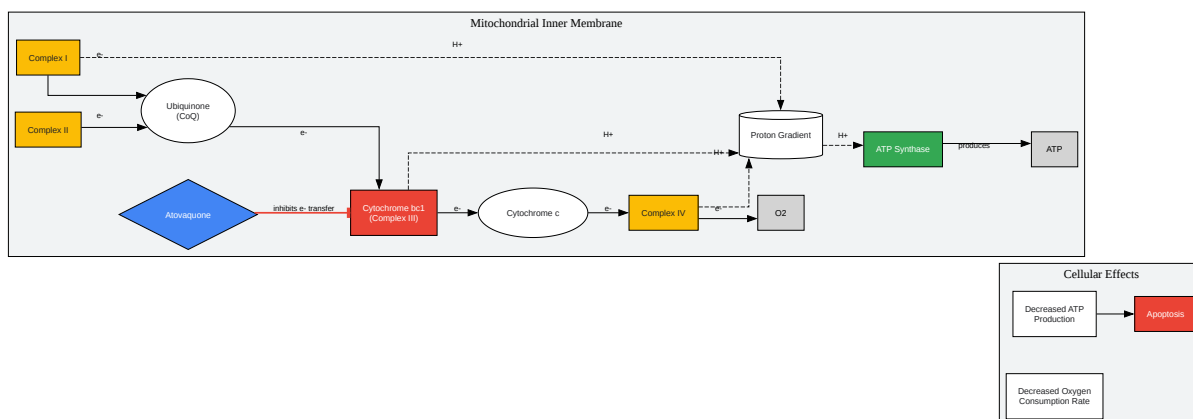 Mitochondrial Inner Membrane
Complex I
e-
H+
Ubiquinone
(CoQ)
Complex II
e-
e-
H+
H+
Proton Gradient
H+
ATP Synthase
produces
ATP
Atovaquone
inhibits e- transfer
Cytochrome bc1
(Complex III)
e-
Cytochrome c
e-
Complex IV
e-
O2
Cellular Effects
Decreased ATP
Production
Apoptosis
Decreased Oxygen
Consumption Rate